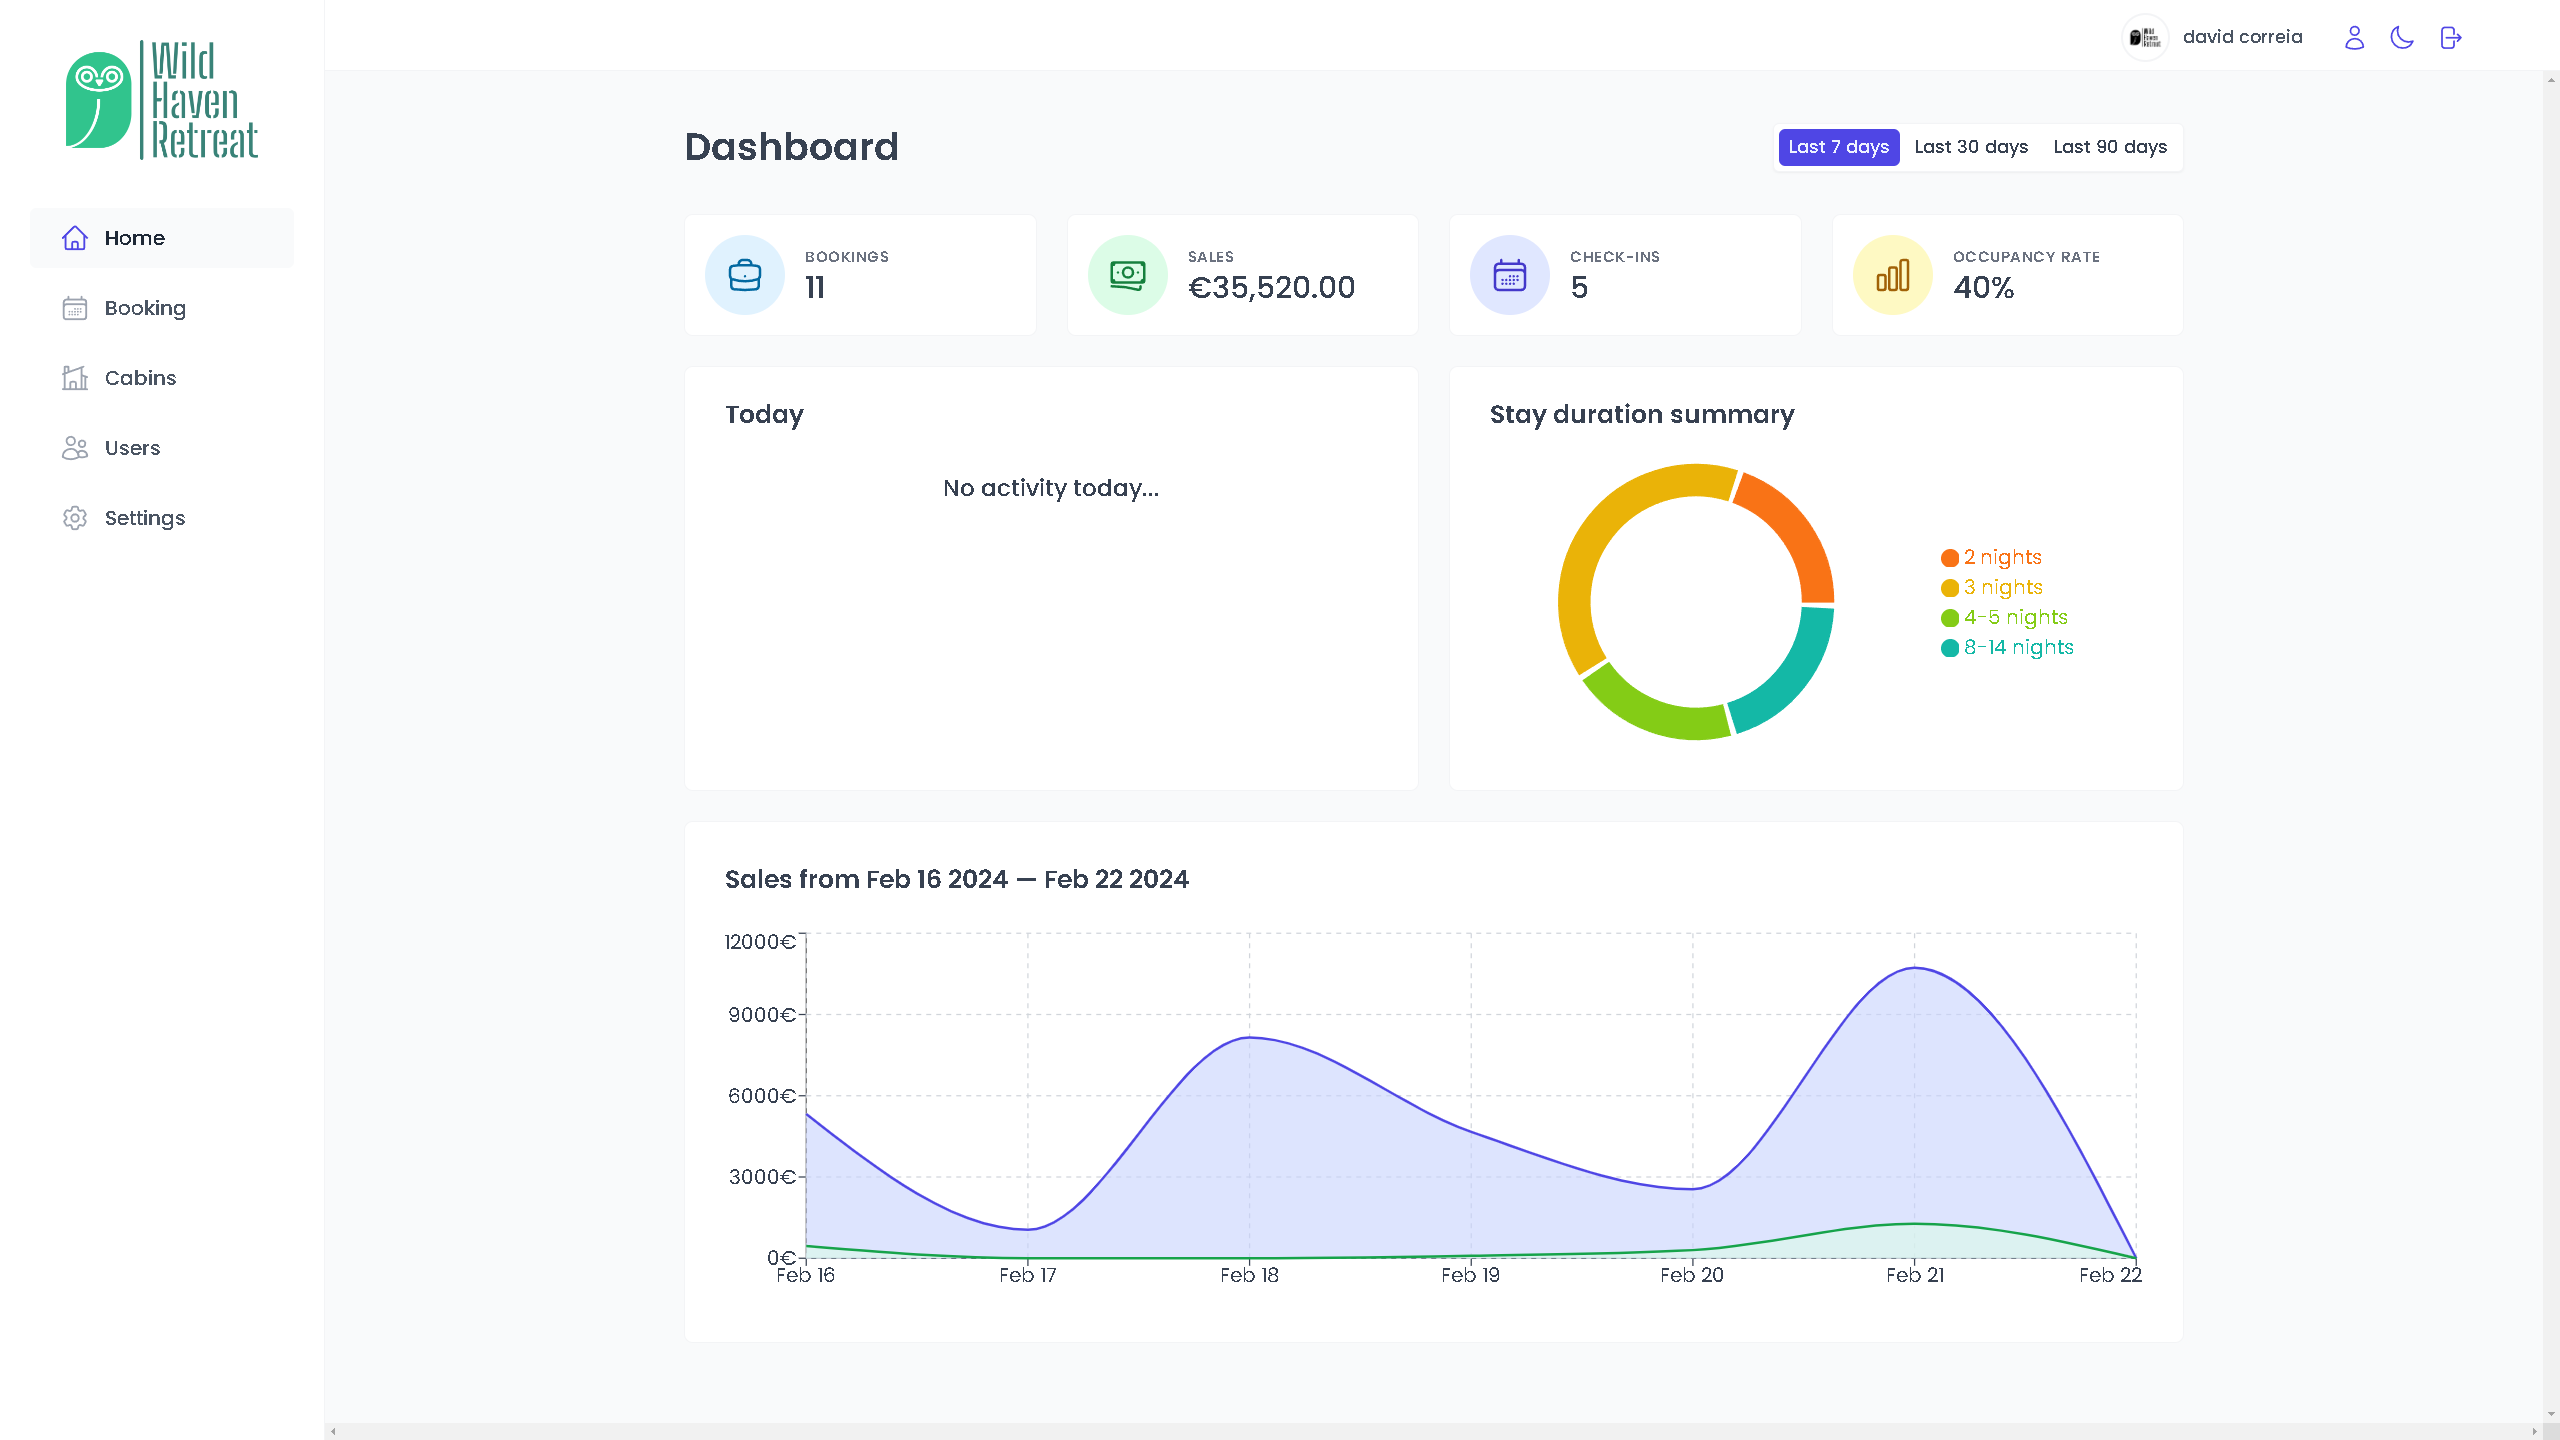 Wild
Haven
Retreat
david correia
Home
Booking
Cabins
Users
Settings
Dashboard
Last 7 days
Last 30 days
Last 90 days
BOOKINGS
11
SALES
€35,520.00
CHECK-INS
5
OCCUPANCY RATE
40%
Today
No activity today...
Stay duration summary
2 nights
3 nights
4-5 nights
8-14 nights
Sales from Feb 16 2024 — Feb 22 2024
12000€
9000€
6000€
3000€
0€
Feb 16
Feb 17
Feb 18
Feb 19
Feb 20
Feb 21
Feb 22